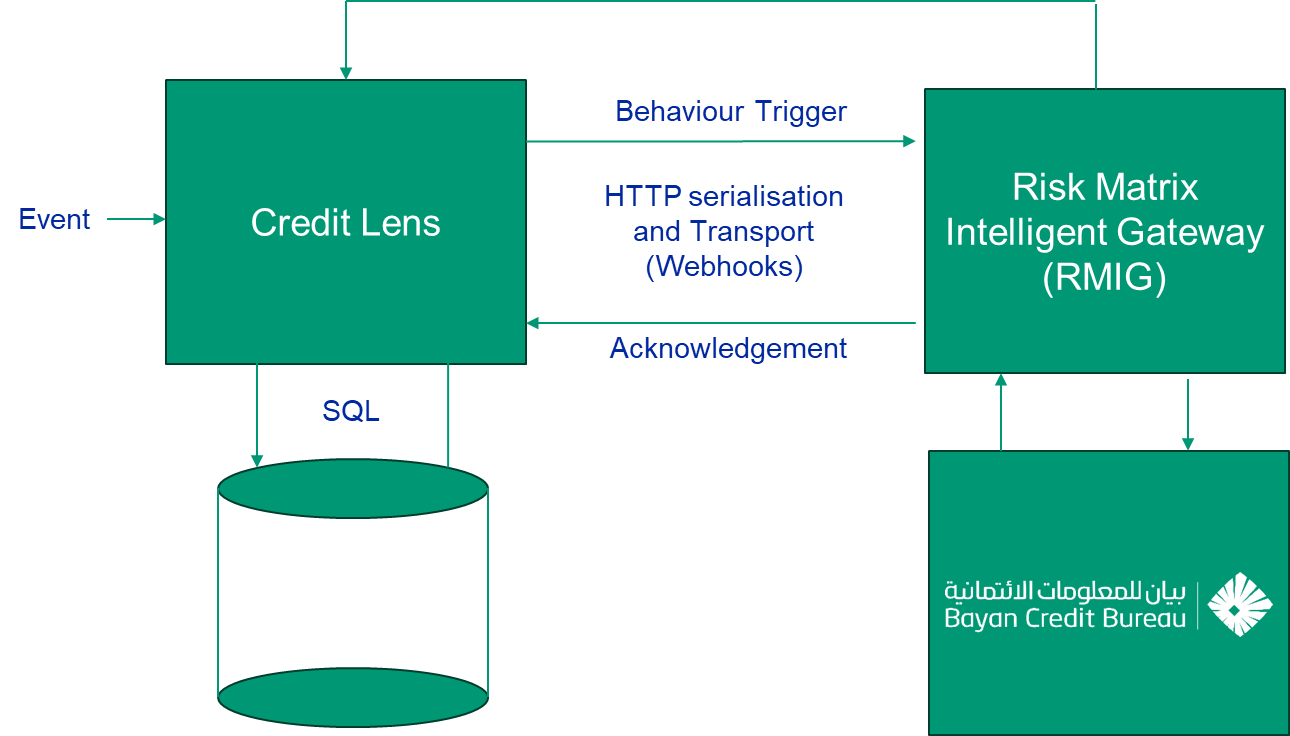 Behaviour Trigger
Risk Matrix
Intelligent Gateway
(RMIG)
HTTP serialisation
and Transport
(Webhooks)
Event
Credit Lens
Acknowledgement
SQL
بيان للمعلومات الائتمانية
Bayan Credit Bureau